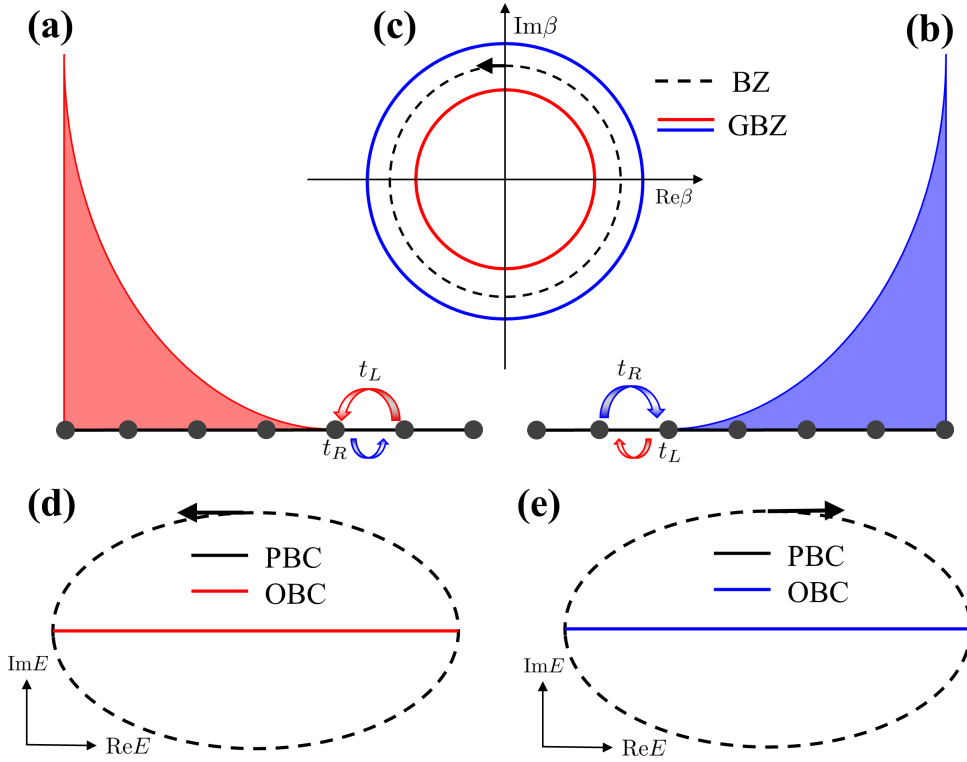 (a)
(c)
Imβ
(b)
BZ
GBZ
Reβ
t_L
t_R
t_R
t_L
(d)
(e)
PBC
OBC
PBC
OBC
ImE
ReE
ImE
ReE